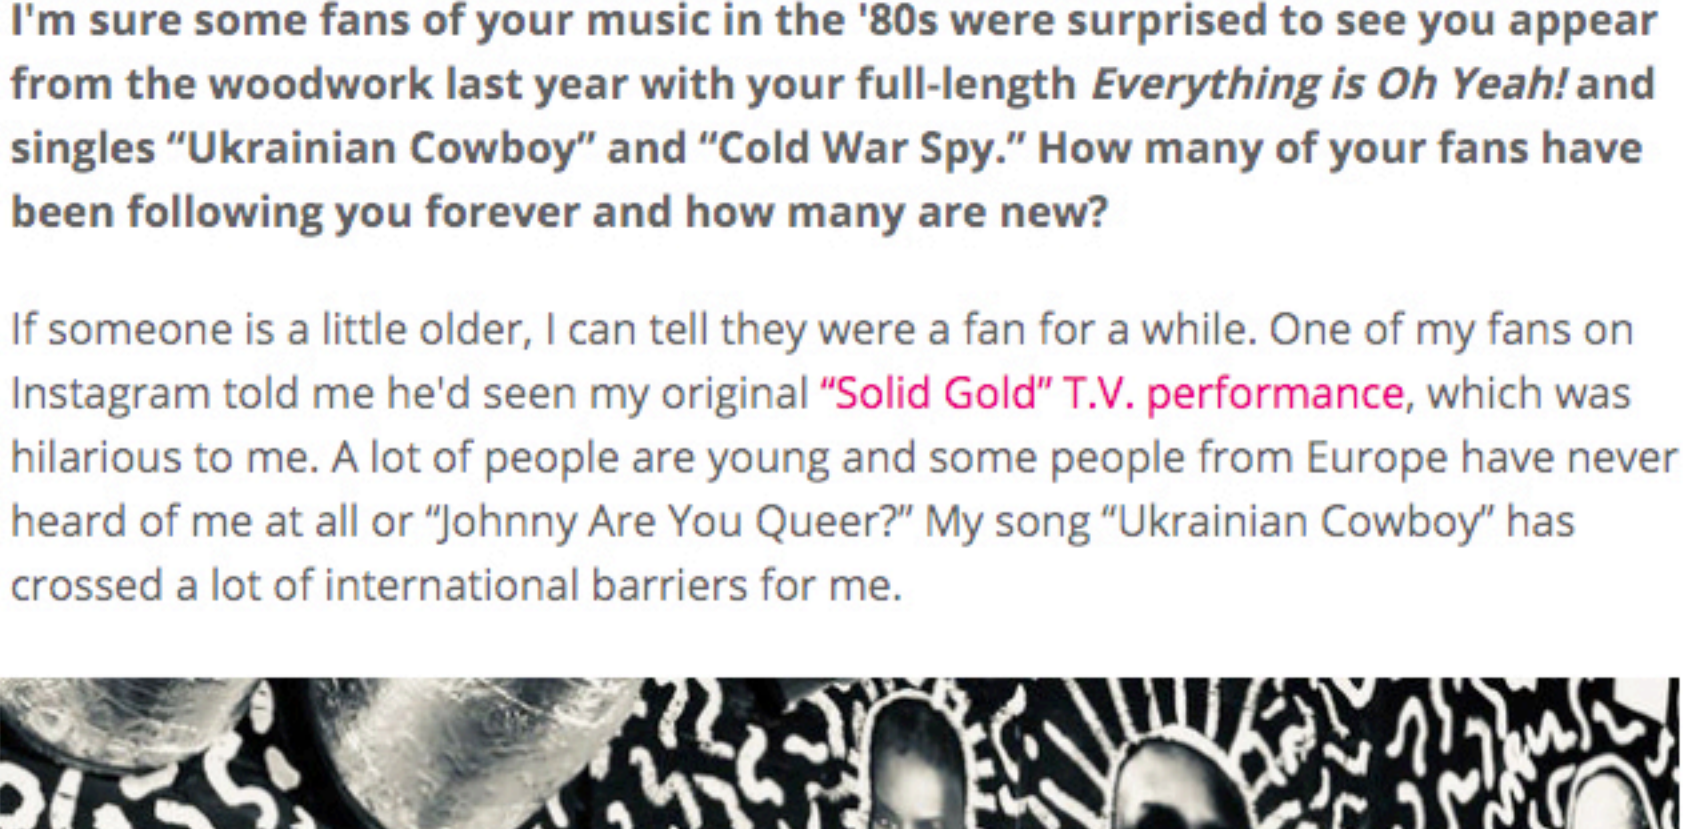 I'm sure some fans of your music in the '80s were surprised to see you appear
from the woodwork last year with your full-length Everything is Oh Yeah! and
singles “Ukrainian Cowboy” and “Cold War Spy.” How many of your fans have
been following you forever and how many are new?
If someone is a little older, I can tell they were a fan for a while. One of my fans on
Instagram told me he'd seen my original “Solid Gold” T.V. performance, which was
hilarious to me. A lot of people are young and some people from Europe have never
heard of me at all or “Johnny Are You Queer?” My song “Ukrainian Cowboy” has
crossed a lot of international barriers for me.